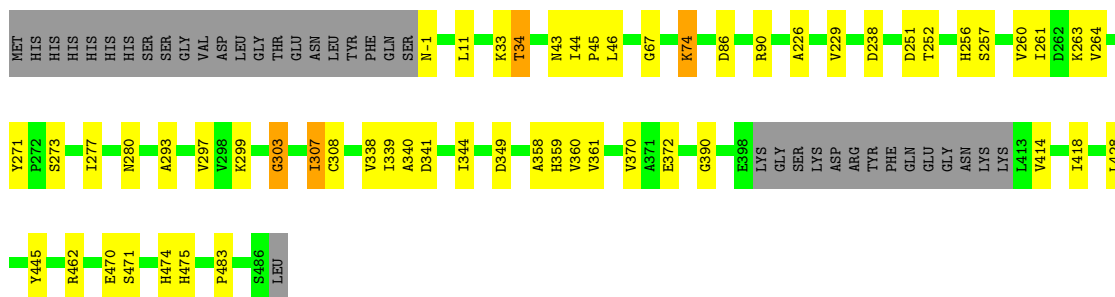 MET HIS HIS HIS HIS HIS HIS SER SER GLY VAL ASP LEU GLY THR GLU ASN LEU TYR PHE GLN SER N-1 L11 K33 T34 N43 I44 P45 L46 G67 K74 D86 R90 A226 V229 D238 D251 T252 H256 S257 V260 I261 D262 K263 V264
Y271 P272 S273 I277 N280 A293 V297 V298 K299 G303 I307 C308 V338 I339 A340 D341 I344 D349 A358 H359 V360 V361 V370 A371 E372 G390 E398 LYS GLY SER LYS ASP ARG TYR PHE GLN GLU GLY ASN LYS LYS L413 V414 I418
Y445 R462 E470 S471 H474 H475 P483 S486 LEU